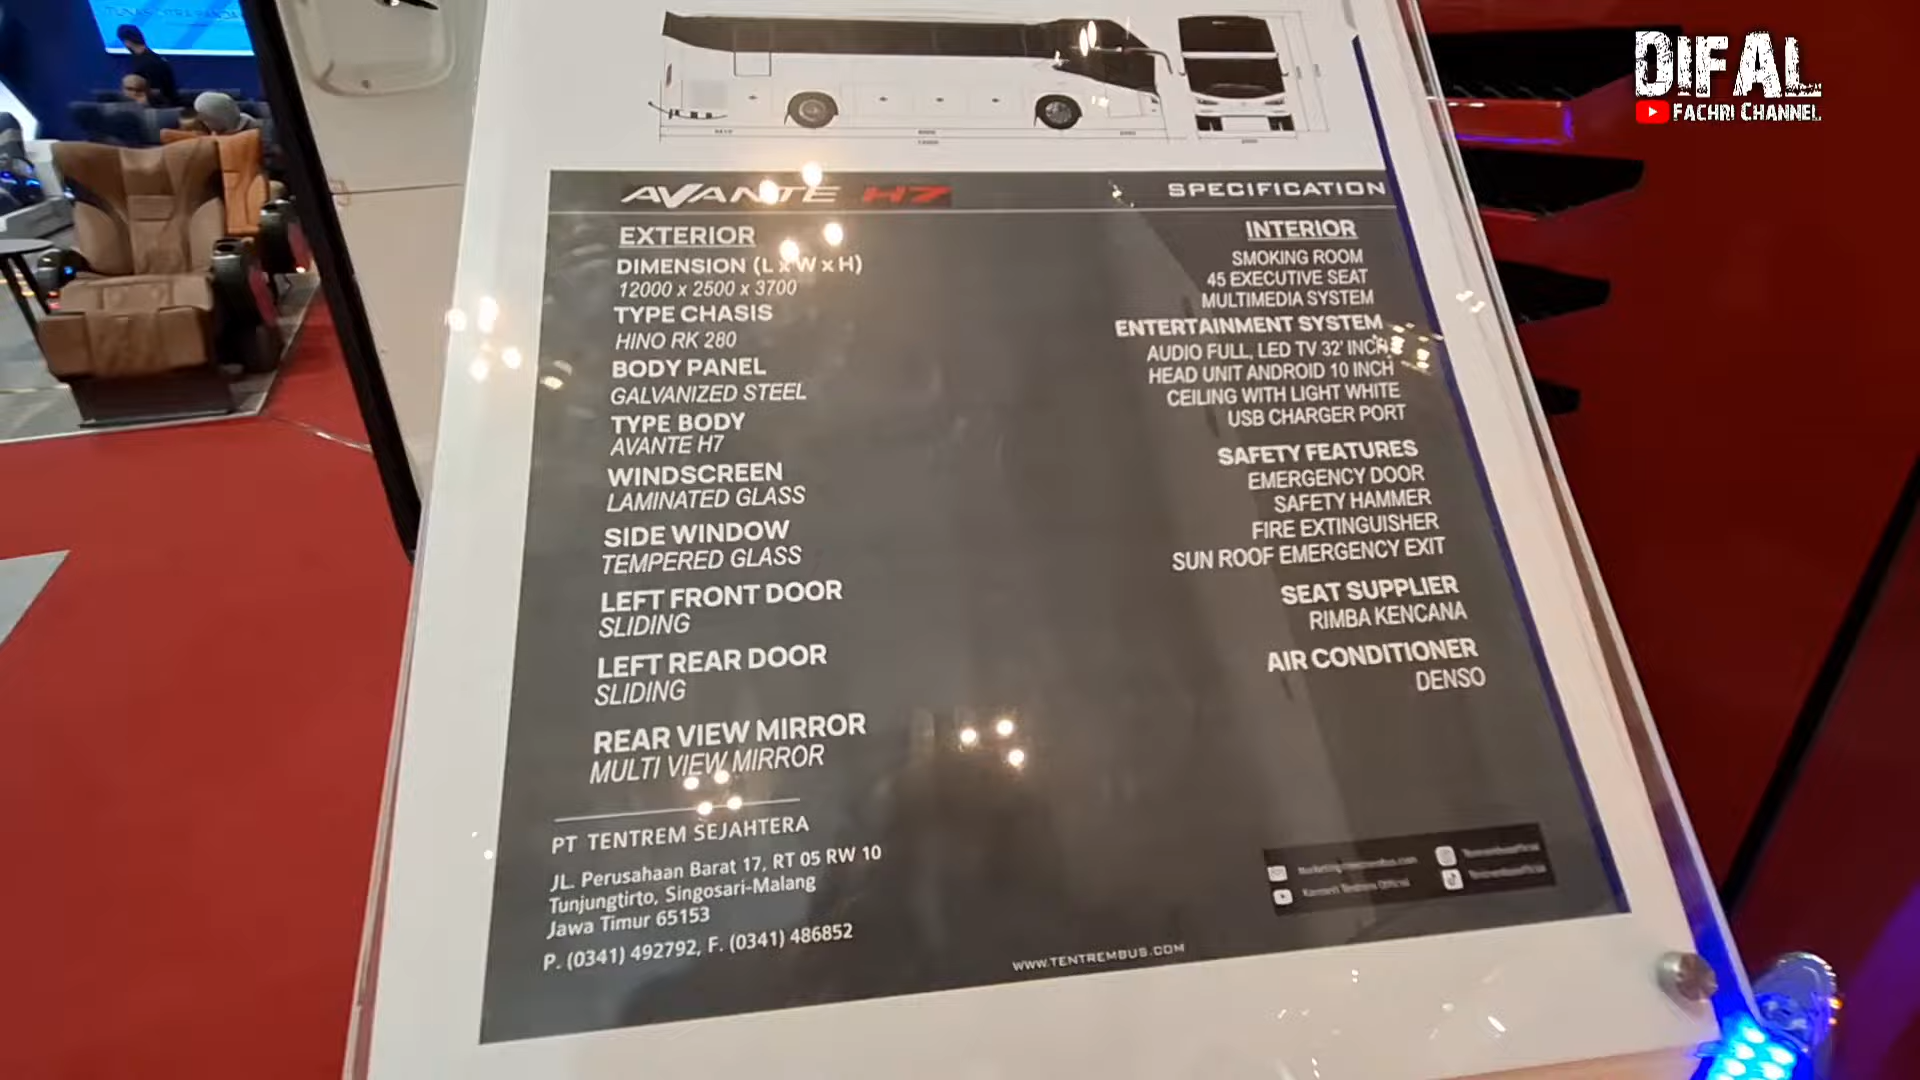 DIFAL
FACHRI CHANNEL
AVANTE H7
SPECIFICATION
EXTERIOR
DIMENSION (L x W x H)
12000 x 2500 x 3700
TYPE CHASIS
HINO RK 280
BODY PANEL
GALVANIZED STEEL
TYPE BODY
AVANTE H7
WINDSCREEN
LAMINATED GLASS
SIDE WINDOW
TEMPERED GLASS
LEFT FRONT DOOR
SLIDING
LEFT REAR DOOR
SLIDING
REAR VIEW MIRROR
MULTI VIEW MIRROR
INTERIOR
SMOKING ROOM
45 EXECUTIVE SEAT
MULTIMEDIA SYSTEM
ENTERTAINMENT SYSTEM
AUDIO FULL, LED TV 32' INCH
HEAD UNIT ANDROID 10 INCH
CEILING WITH LIGHT WHITE
USB CHARGER PORT
SAFETY FEATURES
EMERGENCY DOOR
SAFETY HAMMER
FIRE EXTINGUISHER
SUN ROOF EMERGENCY EXIT
SEAT SUPPLIER
RIMBA KENCANA
AIR CONDITIONER
DENSO
PT TENTREM SEJAHTERA
JL. Perusahaan Barat 17, RT 05 RW 10
Tunjungtirto, Singosari-Malang
Jawa Timur 65153
P. (0341) 492792, F. (0341) 486852
WWW.TENTREMBUS.COM